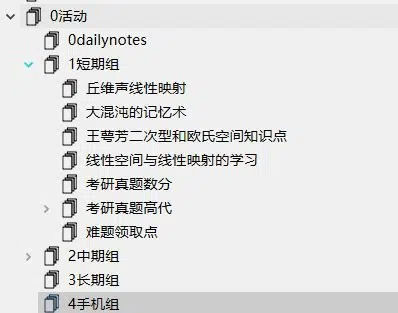 0活动
0dailynotes
1短期组
丘维声线性映射
大混沌的记忆术
王萼芳二次型和欧氏空间知识点
线性空间与线性映射的学习
考研真题数分
考研真题高代
难题领取点
2中期组
3长期组
4手机组